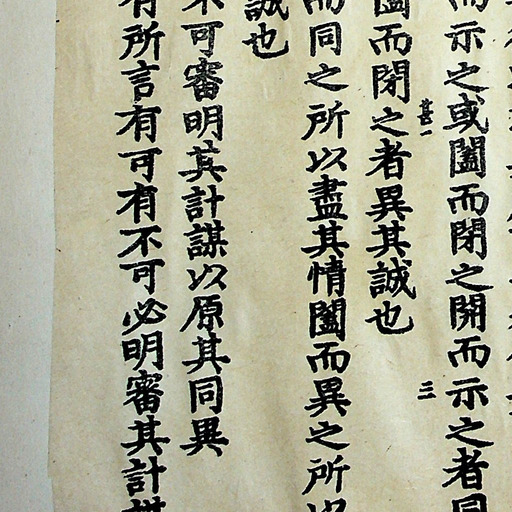 而示之或闔而閉之開而示之者同
甚一
三
闔而閉之者異其誠也
而同之所以盡其情闔而異之所以
誠也
不可審明其計謀以原其同異
有所言有可有不可必明審其計謀